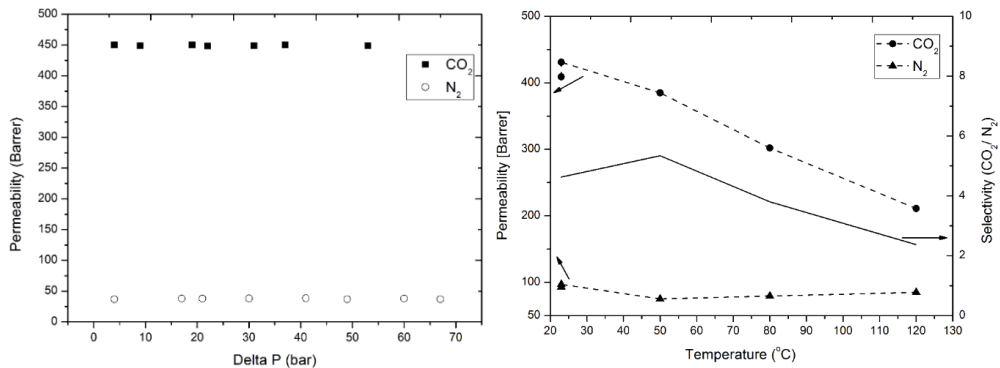 500
450
400
350
300
250
200
150
100
50
0
Permeability (Barrer)
CO₂
N₂
0 10 20 30 40 50 60 70
Delta P (bar)
500
400
300
200
100
50
Permeability [Barrer]
CO₂
N₂
10
8
6
4
2
0
Selectivity (CO₂/ N₂)
20 30 40 50 60 70 80 90 100 110 120 130
Temperature (°C)